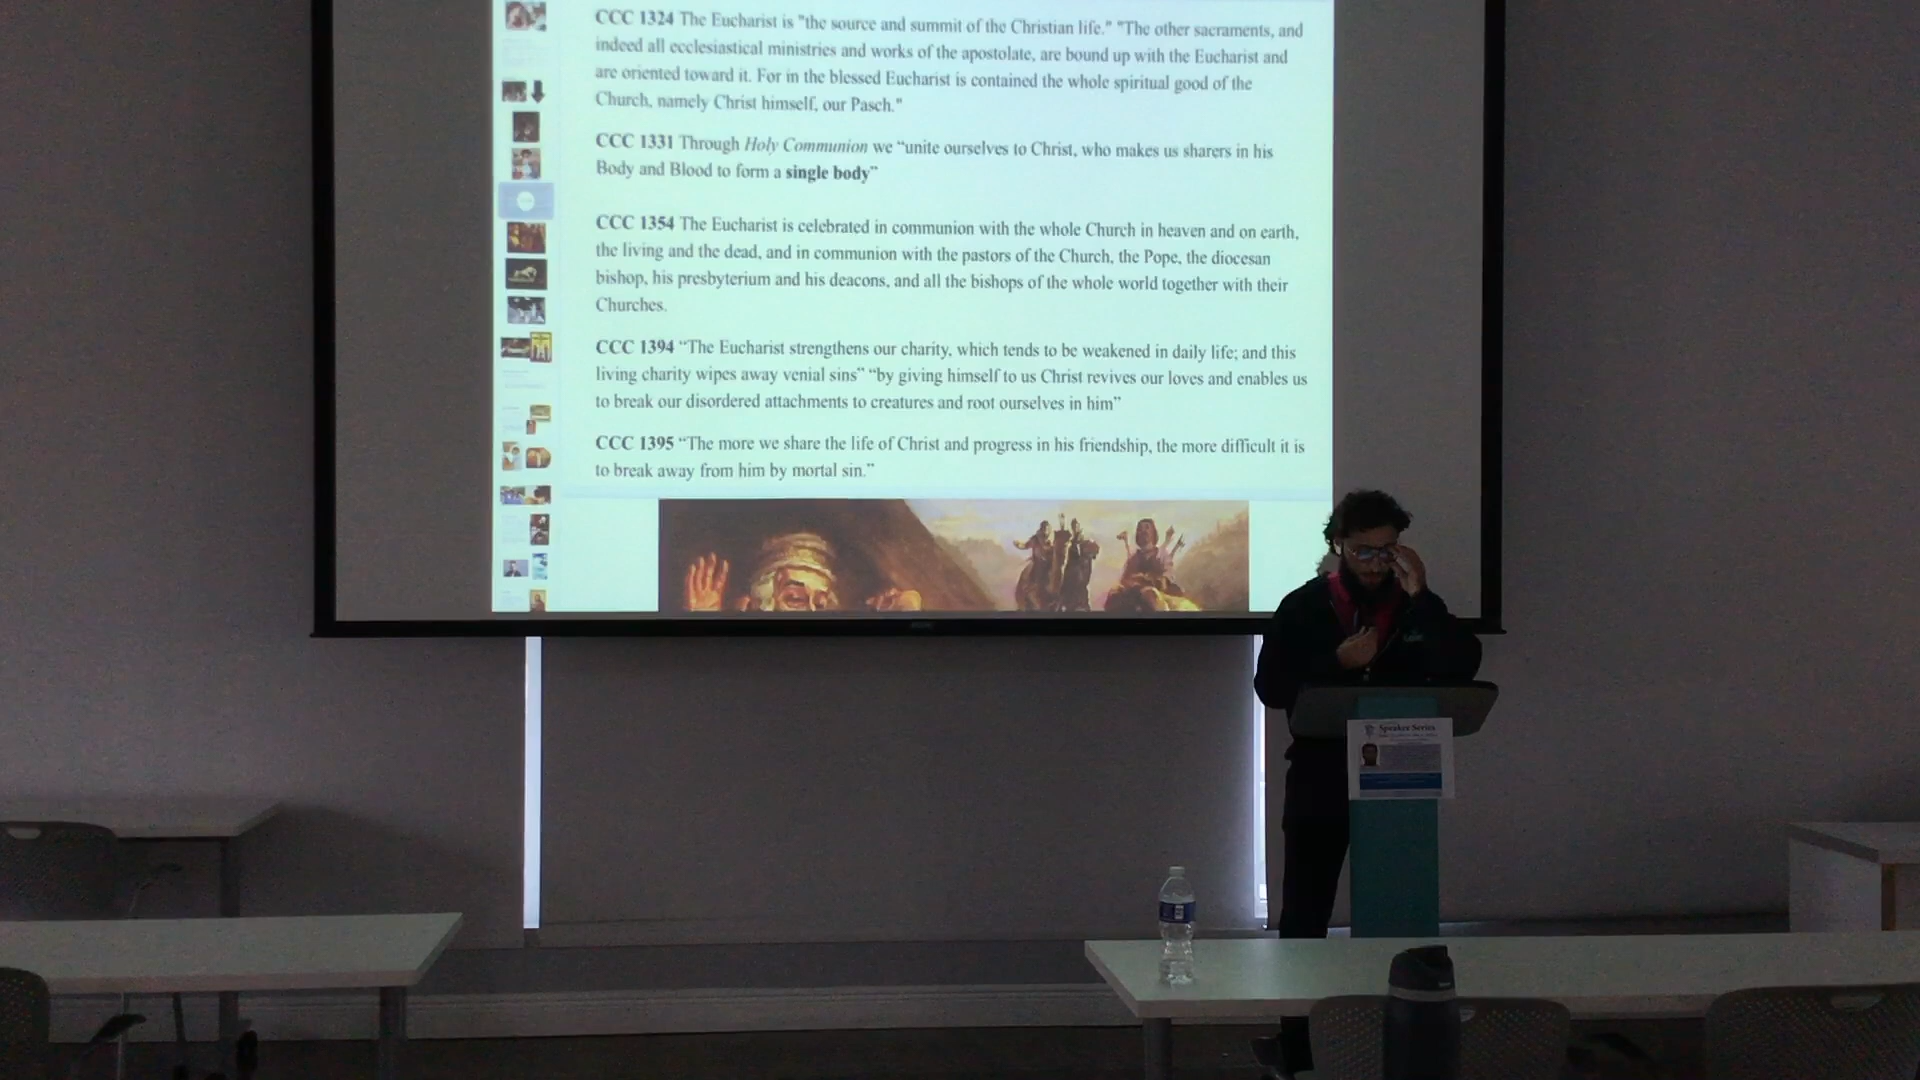 CCC 1324 The Eucharist is "the source and summit of the Christian life." "The other sacraments, and
indeed all ecclesiastical ministries and works of the apostolate, are bound up with the Eucharist and
are oriented toward it. For in the blessed Eucharist is contained the whole spiritual good of the
Church, namely Christ himself, our Pasch."
CCC 1331 Through Holy Communion we “unite ourselves to Christ, who makes us sharers in his
Body and Blood to form a single body”
CCC 1354 The Eucharist is celebrated in communion with the whole Church in heaven and on earth,
the living and the dead, and in communion with the pastors of the Church, the Pope, the diocesan
bishop, his presbyterium and his deacons, and all the bishops of the whole world together with their
Churches.
CCC 1394 “The Eucharist strengthens our charity, which tends to be weakened in daily life; and this
living charity wipes away venial sins” “by giving himself to us Christ revives our loves and enables us
to break our disordered attachments to creatures and root ourselves in him”
CCC 1395 “The more we share the life of Christ and progress in his friendship, the more difficult it is
to break away from him by mortal sin.”
Speaker Series